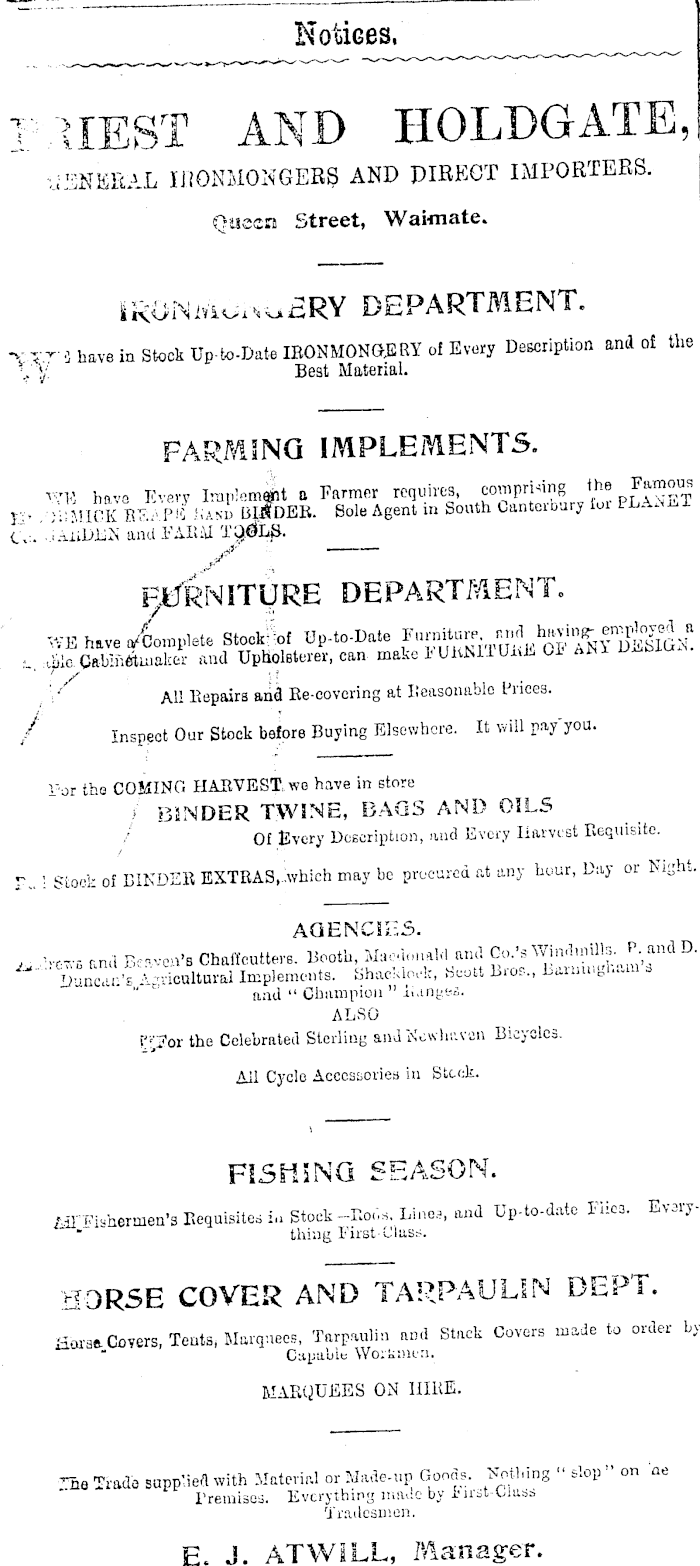 Notices.
PRIEST AND HOLDGATE,
GENERAL IRONMONGERS AND DIRECT IMPORTERS.
Queen Street, Waimate.
IRONMONGERY DEPARTMENT.
WE have in Stock Up-to-Date IRONMONGERY of Every Description and of the
Best Material.
FARMING IMPLEMENTS.
WE have Every Implement a Farmer requires, comprising the Famous
BINDER. Sole Agent in South Canterbury for PLANET
GARDEN and FARM TOOLS.
FURNITURE DEPARTMENT.
WE have a Complete Stock of Up-to-Date Furniture, and having employed a
Cabinetmaker and Upholsterer, can make FURNITURE OF ANY DESIGN.
All Repairs and Re-covering at Reasonable Prices.
Inspect Our Stock before Buying Elsewhere. It will pay you.
For the COMING HARVEST we have in store
BINDER TWINE, BAGS AND OILS
Of Every Description, and Every Harvest Requisite.
Stock of BINDER EXTRAS, which may be procured at any hour, Day or Night.
AGENCIES.
Andrews and Beaven's Chaffcutters. Booth, Macdonald and Co.'s Windmills. P. and D.
Duncan's Agricultural Implements. Shacklock, Scott Bros., Barningham's
and "Champion" Ranges.
ALSO
For the Celebrated Sterling and Newhaven Bicycles.
All Cycle Accessories in Stock.
FISHING SEASON.
All Fishermen's Requisites in Stock—Rods, Lines, and Up-to-date Flies. Every-
thing First-Class.
HORSE COVER AND TARPAULIN DEPT.
Horse Covers, Tents, Marquees, Tarpaulin and Stack Covers made to order by
Capable Workmen.
MARQUEES ON HIRE.
The Trade supplied with Material or Made-up Goods. Nothing "slop" on the
Premises. Everything made by First-Class
Tradesmen.
E. J. ATWILL, Manager.